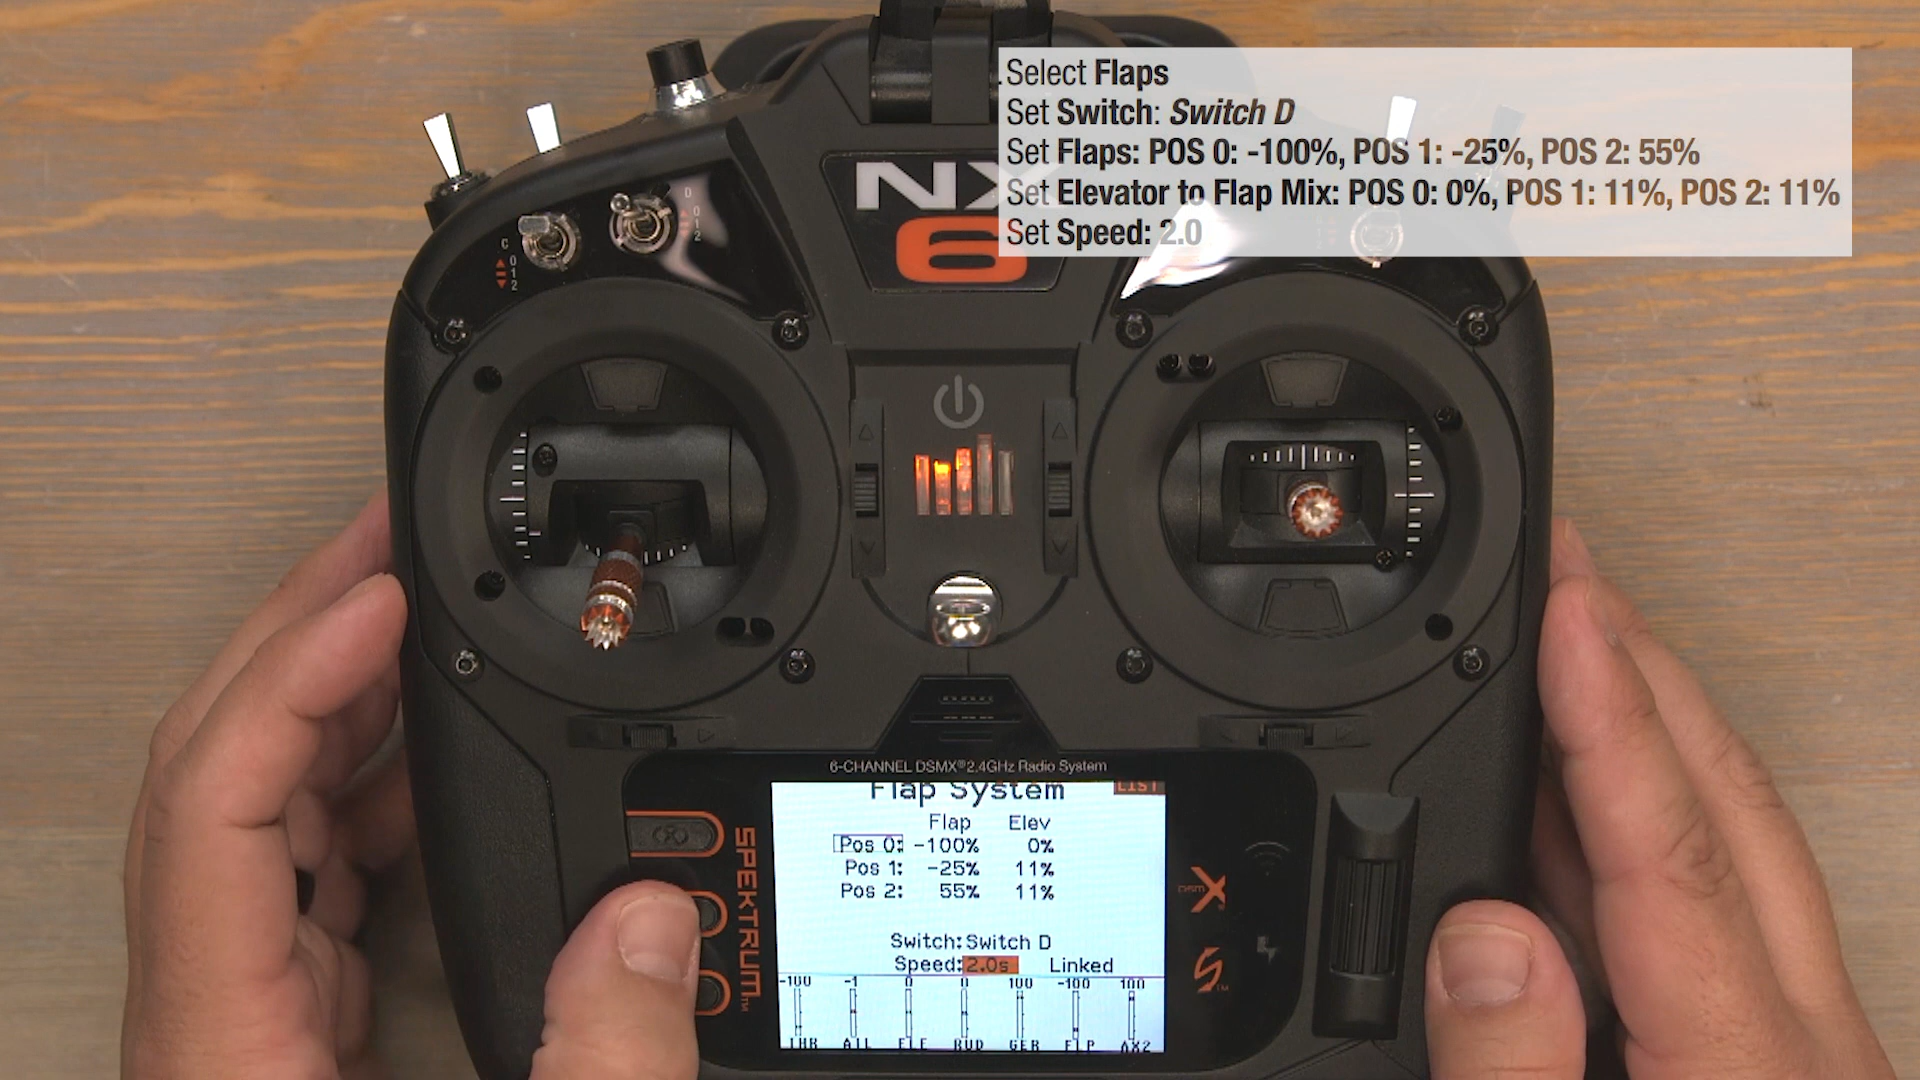 Select Flaps
Set Switch: Switch D
Set Flaps: POS 0: -100%, POS 1: -25%, POS 2: 55%
Set Elevator to Flap Mix: POS 0: 0%, POS 1: 11%, POS 2: 11%
Set Speed: 2.0
NX
6
D
0
1
2
C
0
1
2
6-CHANNEL DSMX® 2.4GHz Radio System
Flap System LIST
Flap Elev
Pos 0: -100% 0%
Pos 1: -25% 11%
Pos 2: 55% 11%
Switch: Switch D
Speed: 2.0s Linked
-100 -1 0 0 100 -100 100
THR AIL ELE RUD GER FLP AX2
SPEKTRUM™
DSM X